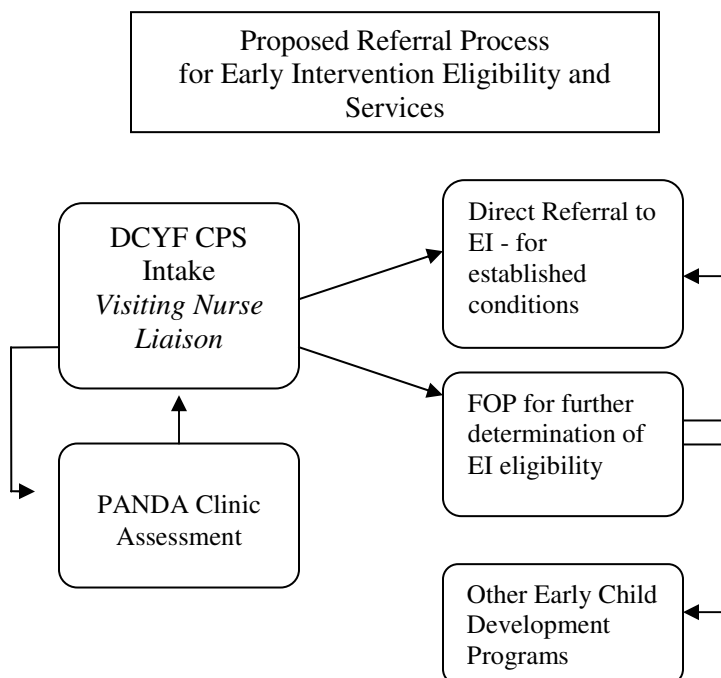 Proposed Referral Process
for Early Intervention Eligibility and
Services
DCYF CPS
Intake
Visiting Nurse
Liaison
Direct Referral to
EI - for
established
conditions
FOP for further
determination of
EI eligibility
PANDA Clinic
Assessment
Other Early Child
Development
Programs